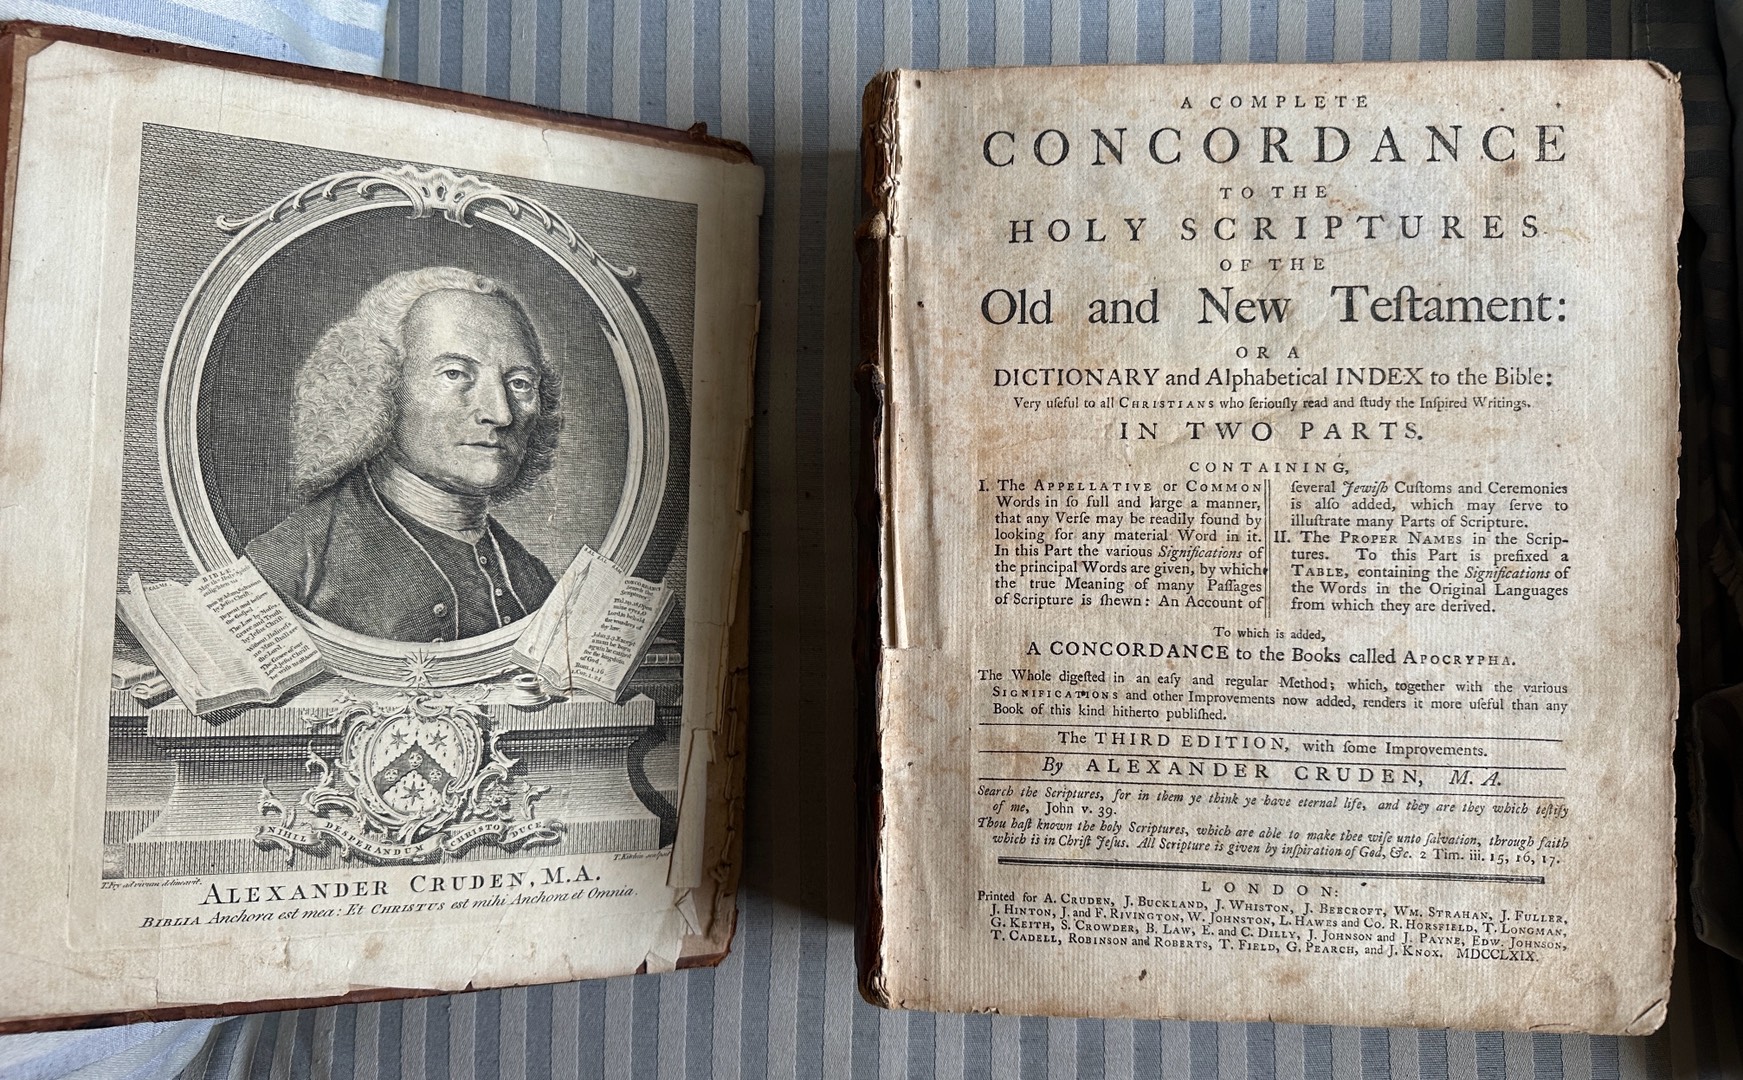 BIBLE
NIHIL DESPERANDUM CHRISTO DUCE
T. Fry ad vivum delineavit.
T. Kitchin sculpsit
ALEXANDER CRUDEN, M.A.
BIBLIA Anchora est mea: Et CHRISTUS est mihi Anchora et Omnia.
A COMPLETE
CONCORDANCE
TO THE
HOLY SCRIPTURES
OF THE
Old and New Teſtament:
OR A
DICTIONARY and Alphabetical INDEX to the Bible:
Very uſeful to all CHRISTIANS who ſeriouſly read and ſtudy the Inſpired Writings.
IN TWO PARTS.
CONTAINING,
I. The APPELLATIVE or COMMON
Words in ſo full and large a manner,
that any Verſe may be readily found by
looking for any material Word in it.
In this Part the various Significations of
the principal Words are given, by which
the true Meaning of many Paſſages
of Scripture is ſhewn: An Account of
ſeveral Jewiſh Cuſtoms and Ceremonies
is alſo added, which may ſerve to
illuſtrate many Parts of Scripture.
II. The PROPER NAMES in the Scrip-
tures. To this Part is prefixed a
TABLE, containing the Significations of
the Words in the Original Languages
from which they are derived.
To which is added,
A CONCORDANCE to the Books called APOCRYPHA.
The Whole digeſted in an eaſy and regular Method; which, together with the various
SIGNIFICATIONS and other Improvements now added, renders it more uſeful than any
Book of this kind hitherto publiſhed.
The THIRD EDITION, with ſome Improvements.
By ALEXANDER CRUDEN, M. A.
Search the Scriptures, for in them ye think ye have eternal life, and they are they which teſtify
of me, John v. 39.
Thou haſt known the holy Scriptures, which are able to make thee wiſe unto ſalvation, through faith
which is in Chriſt Jeſus. All Scripture is given by inſpiration of God, &c. 2 Tim. iii. 15, 16, 17.
LONDON:
Printed for A. CRUDEN, J. BUCKLAND, J. WHISTON, J. BEECROFT, WM. STRAHAN, J. FULLER,
J. HINTON, J. and F. RIVINGTON, W. JOHNSTON, L. HAWES and Co. R. HORSFIELD, T. LONGMAN,
G. KEITH, S. CROWDER, B. LAW, E. and C. DILLY, J. JOHNSON and J. PAYNE, EDW. JOHNSON,
T. CADELL, ROBINSON and ROBERTS, T. FIELD, G. PEARCH, and J. KNOX. MDCCLXIX.